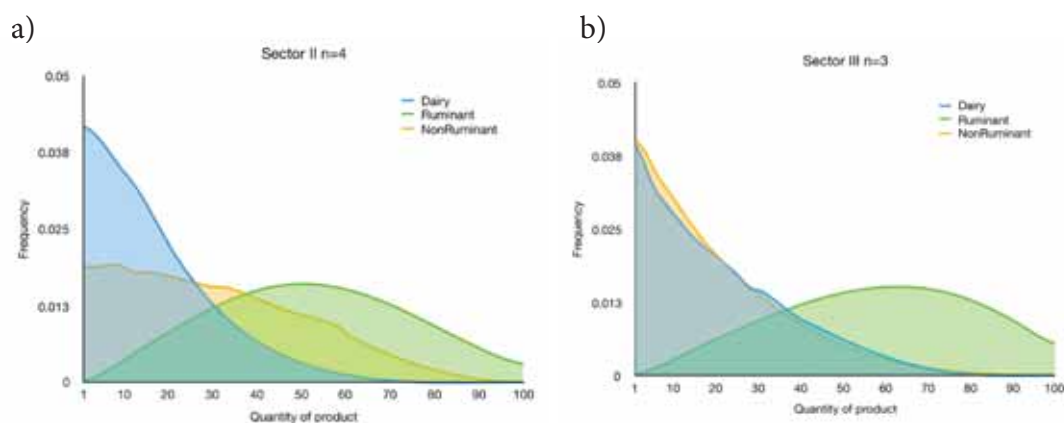 a)
Sector II n=4
0.05
0.038
0.025
0.013
0
Frequency
Dairy
Ruminant
NonRuminant
1 10 20 30 40 50 60 70 80 90 100
Quantity of product
b)
Sector III n=3
0.05
0.038
0.025
0.013
0
Frequency
Dairy
Ruminant
NonRuminant
1 10 20 30 40 50 60 70 80 90 100
Quantity of product